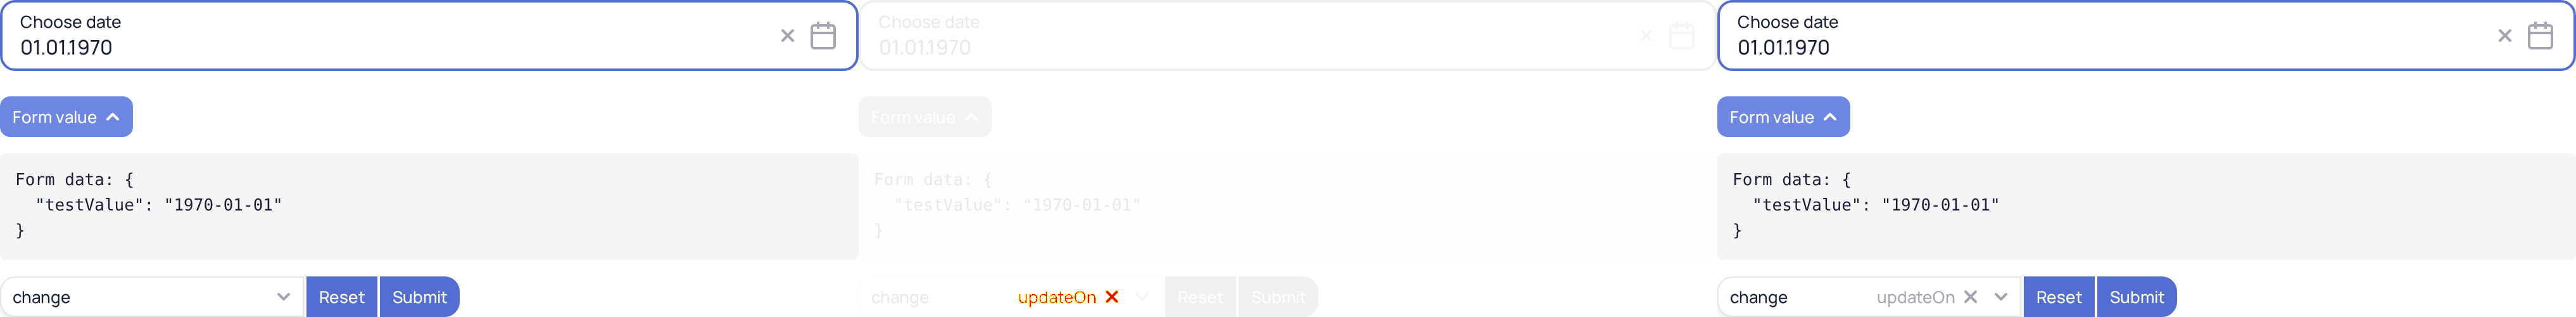 Choose date
01.01.1970
Form value
Form data: {
  "testValue": "1970-01-01"
}
change
Reset
Submit
Choose date
01.01.1970
Form value
Form data: {
  "testValue": "1970-01-01"
}
change
updateOn
Reset
Submit
Choose date
01.01.1970
Form value
Form data: {
  "testValue": "1970-01-01"
}
change
updateOn
Reset
Submit